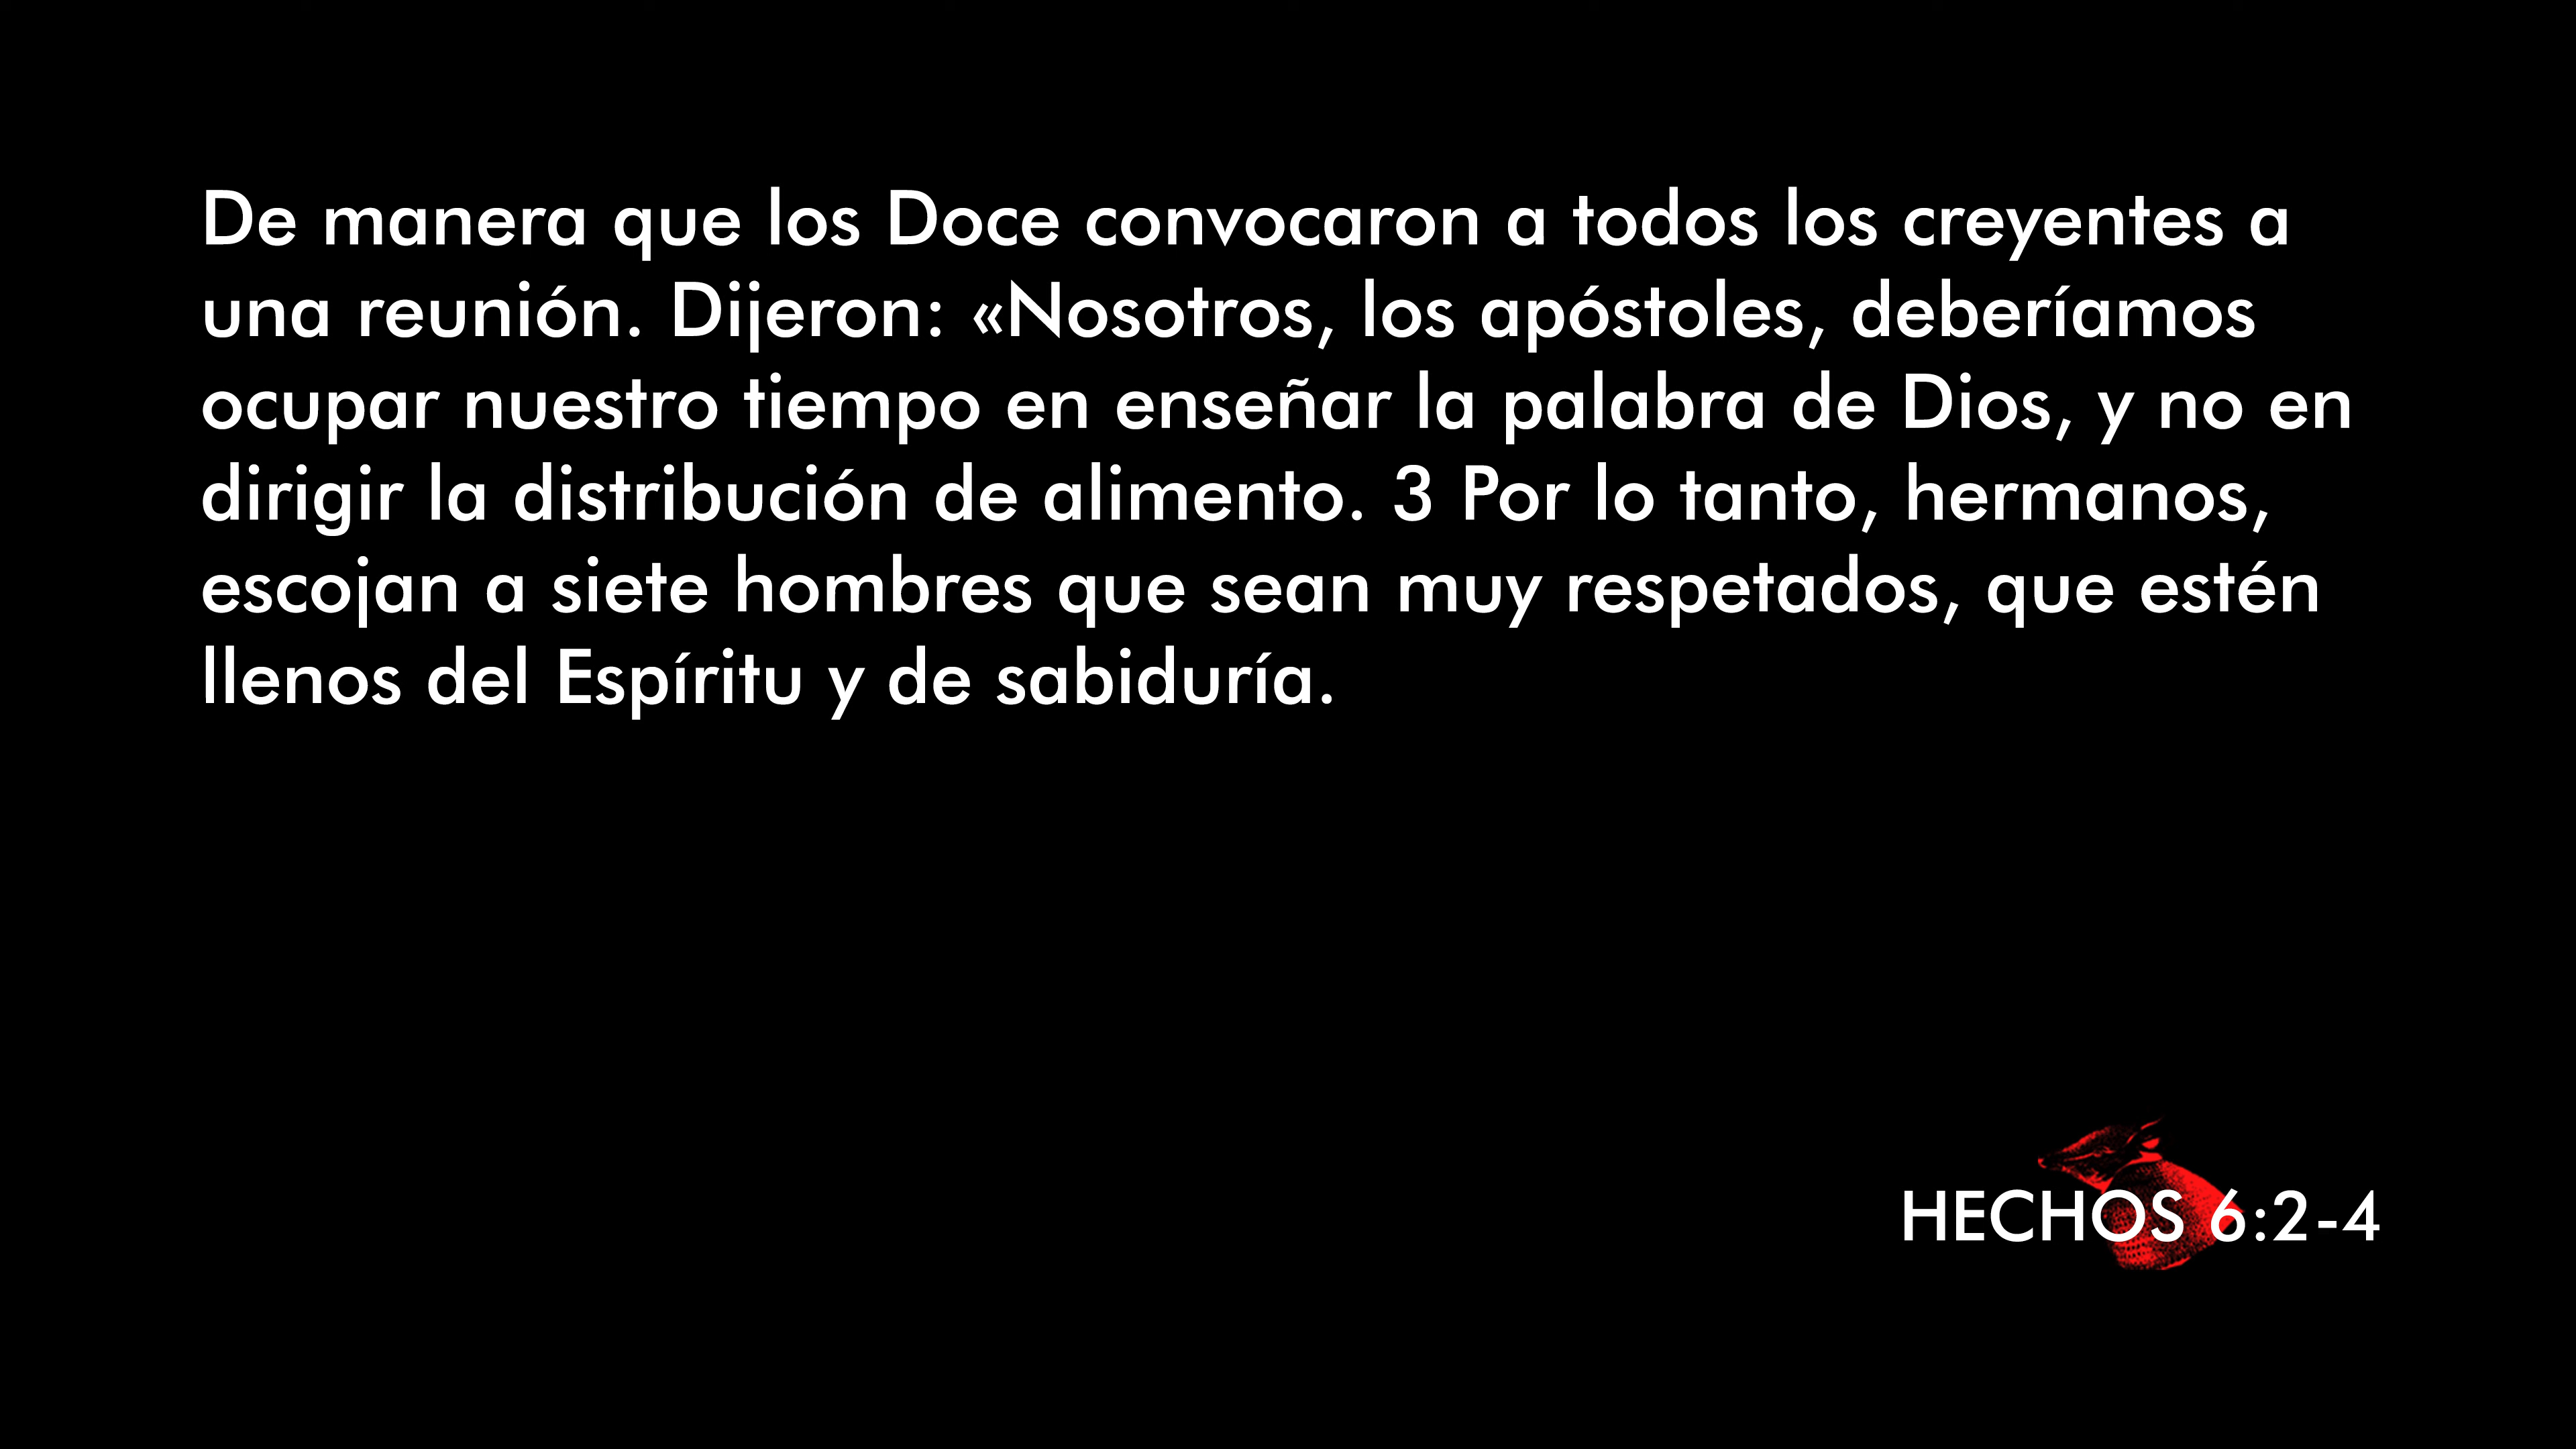 De manera que los Doce convocaron a todos los creyentes a
una reunión. Dijeron: «Nosotros, los apóstoles, deberíamos
ocupar nuestro tiempo en enseñar la palabra de Dios, y no en
dirigir la distribución de alimento. 3 Por lo tanto, hermanos,
escojan a siete hombres que sean muy respetados, que estén
llenos del Espíritu y de sabiduría.
HECHOS 6:2-4